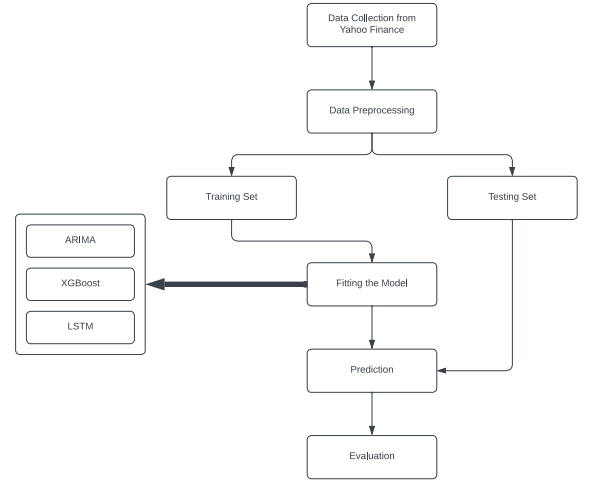 Data Collection from
Yahoo Finance
Data Preprocessing
Training Set
Testing Set
ARIMA
XGBoost
LSTM
Fitting the Model
Prediction
Evaluation